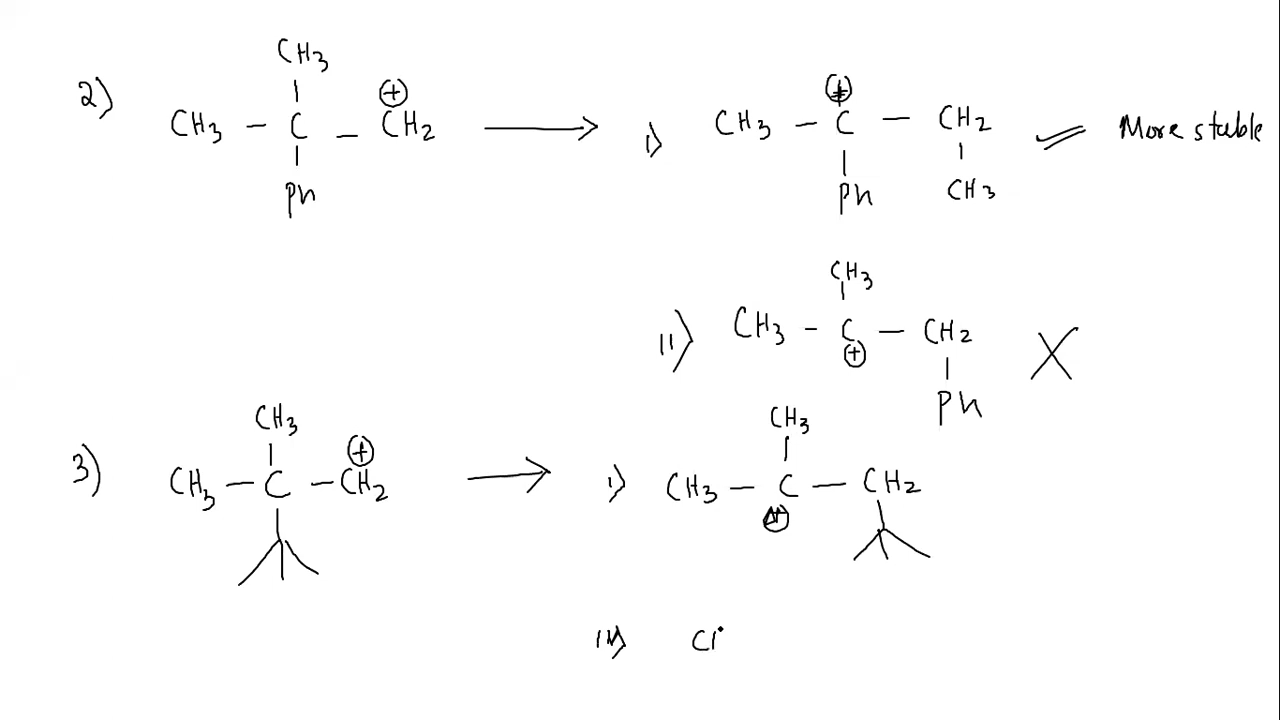 CH3
2) CH3 - C - CH2 ⊕ ⟶
Ph
i) CH3 - C - CH2 ⊕ More stable
Ph CH3
CH3
ii) CH3 - C - CH2 ⊕ X
Ph
CH3
3) CH3 - C - CH2 ⊕ ⟶
CH3
i) CH3 - C - CH2 ⊕
CI